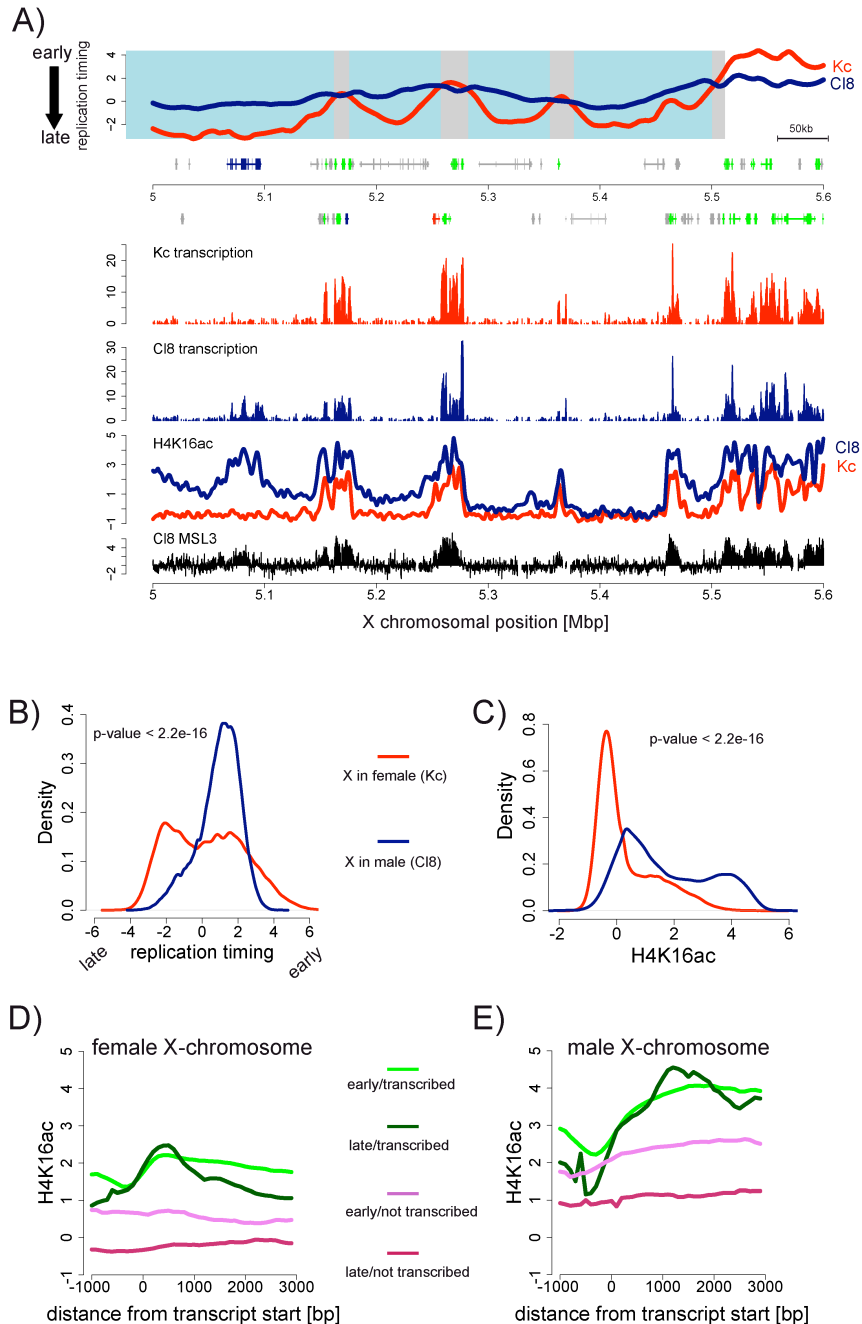 A)
early
late
replication timing
4
2
0
−2
Kc
Cl8
50kb
5
5.1
5.2
5.3
5.4
5.5
5.6
Kc transcription
20
10
0
Cl8 transcription
30
20
10
0
H4K16ac
5
3
1
−1
Cl8
Kc
Cl8 MSL3
4
2
−2
5
5.1
5.2
5.3
5.4
5.5
5.6
X chromosomal position [Mbp]
B)
p-value < 2.2e-16
Density
0.4
0.3
0.2
0.1
0.0
-6
-4
-2
0
2
4
6
late
replication timing
early
X in female (Kc)
X in male (Cl8)
C)
p-value < 2.2e-16
Density
0.8
0.6
0.4
0.2
0.0
-2
0
2
4
6
H4K16ac
D)
female X-chromosome
H4K16ac
5
4
3
2
1
0
-1
-1000
0
1000
2000
3000
distance from transcript start [bp]
early/transcribed
late/transcribed
early/not transcribed
late/not transcribed
E)
male X-chromosome
H4K16ac
5
4
3
2
1
0
-1
-1000
0
1000
2000
3000
distance from transcript start [bp]